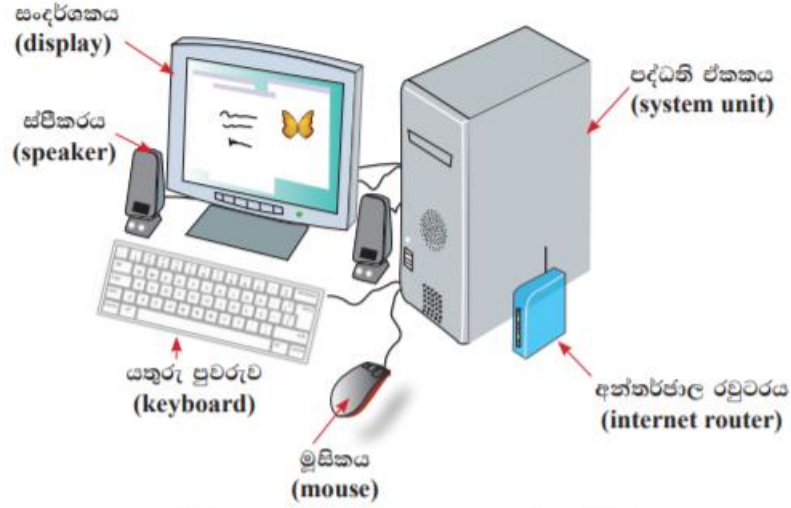 සංදර්ශකය
(display)
ස්පීකරය
(speaker)
පද්ධති ඒකකය
(system unit)
යතුරු පුවරුව
(keyboard)
මූසිකය
(mouse)
අන්තර්ජාල රවුටරය
(internet router)